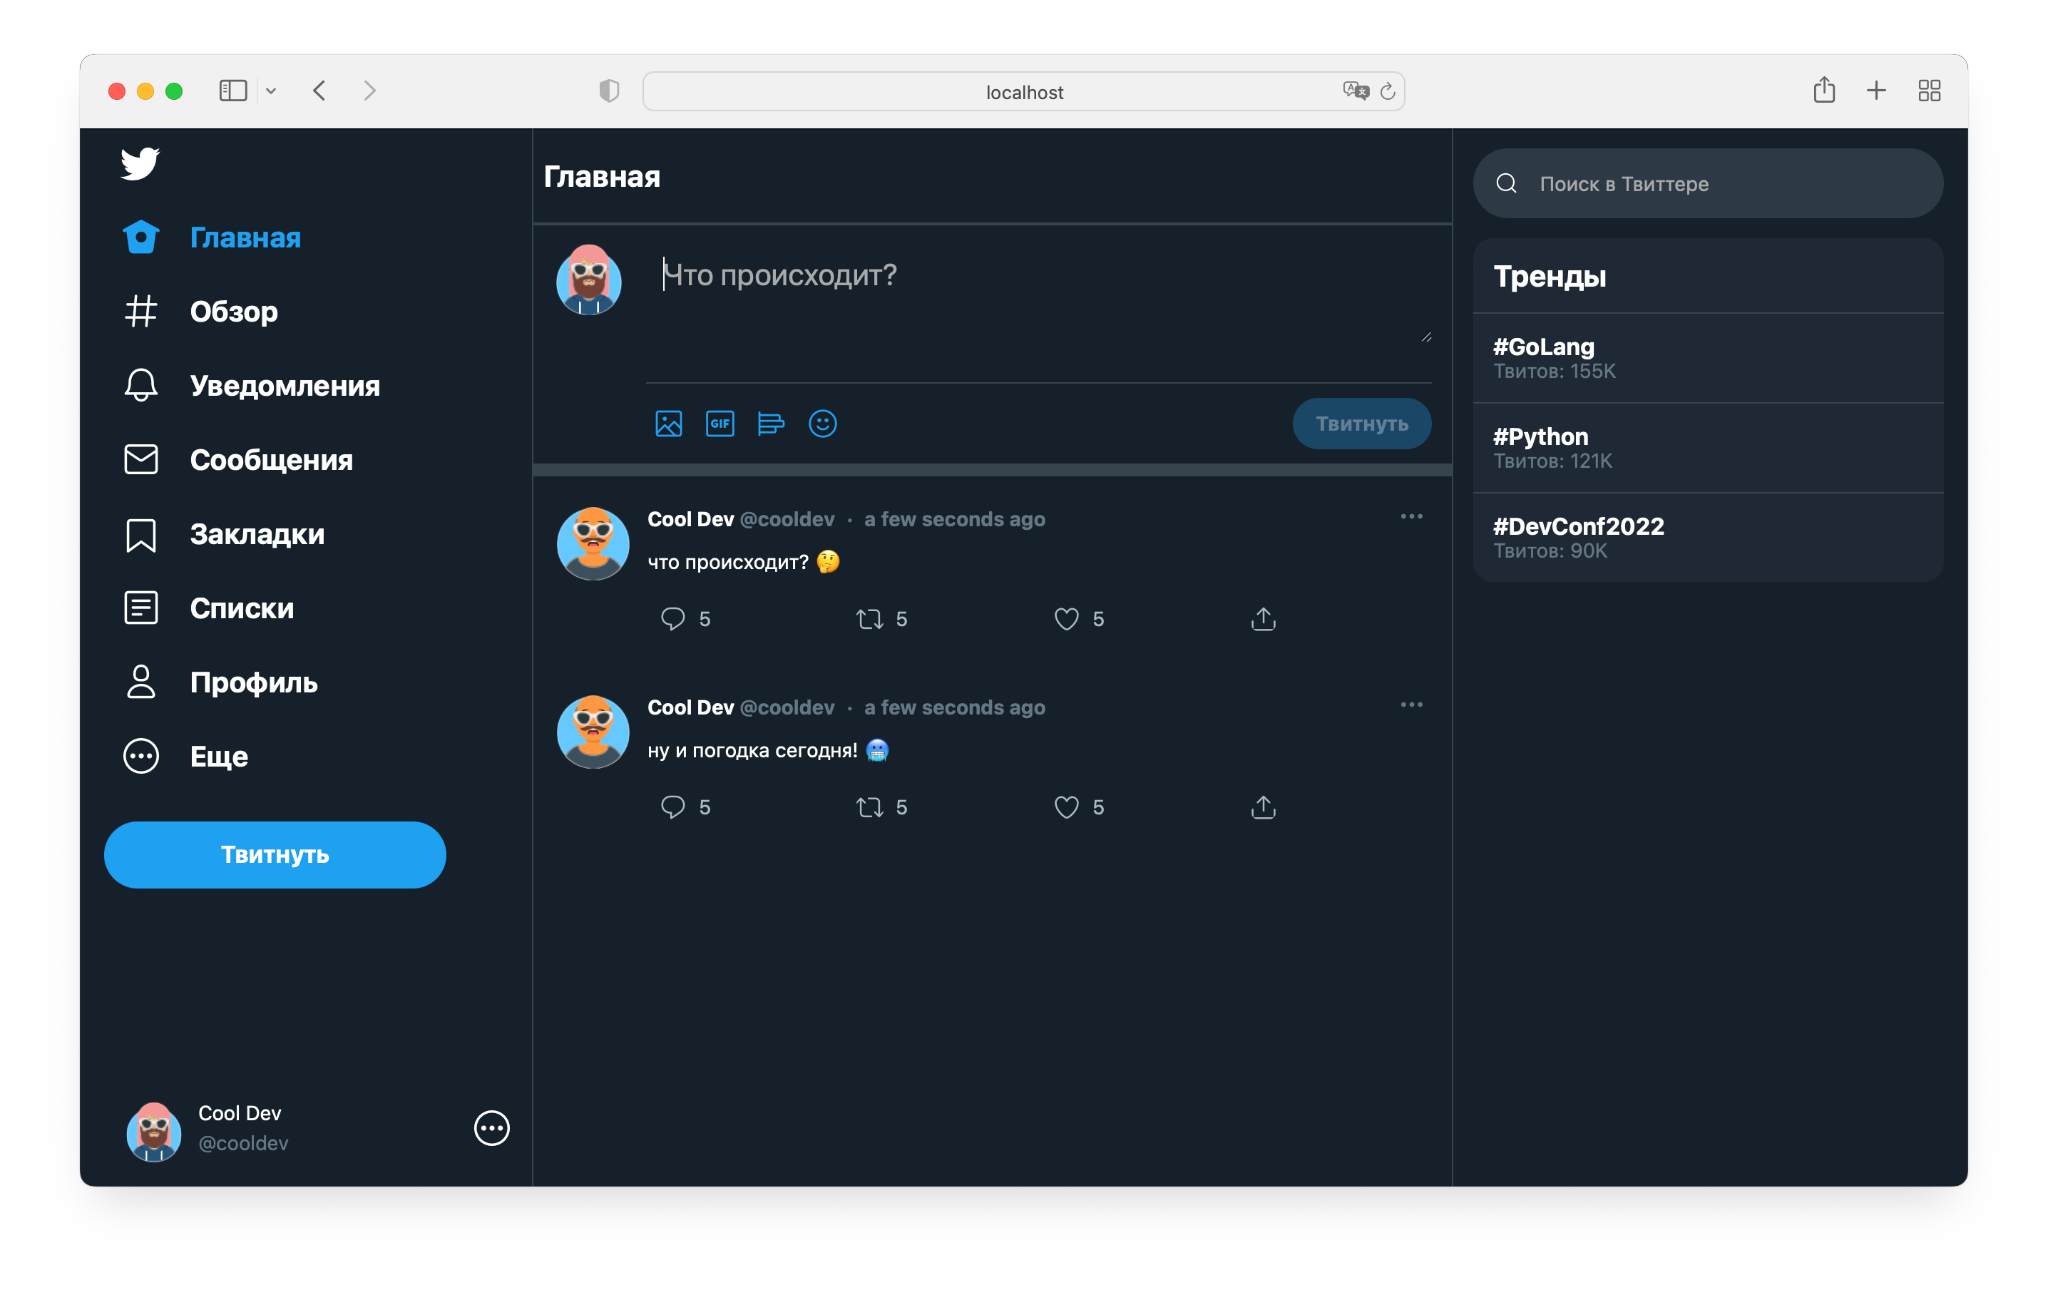 localhost
Главная
Обзор
Уведомления
Сообщения
Закладки
Списки
Профиль
Еще
Твитнуть
Cool Dev
@cooldev
Главная
Что происходит?
GIF
Твитнуть
Cool Dev @cooldev · a few seconds ago
что происходит? 🤔
5 5 5
Cool Dev @cooldev · a few seconds ago
ну и погодка сегодня! 🥶
5 5 5
Поиск в Твиттере
Тренды
#GoLang
Твитов: 155K
#Python
Твитов: 121K
#DevConf2022
Твитов: 90K